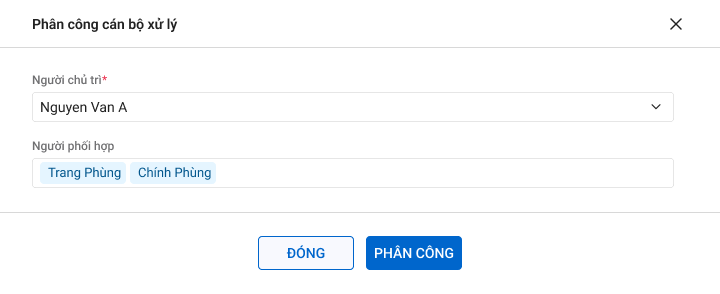 Phân công cán bộ xử lý
Người chủ trì*
Nguyen Van A
Người phối hợp
Trang Phùng Chính Phùng
ĐÓNG PHÂN CÔNG